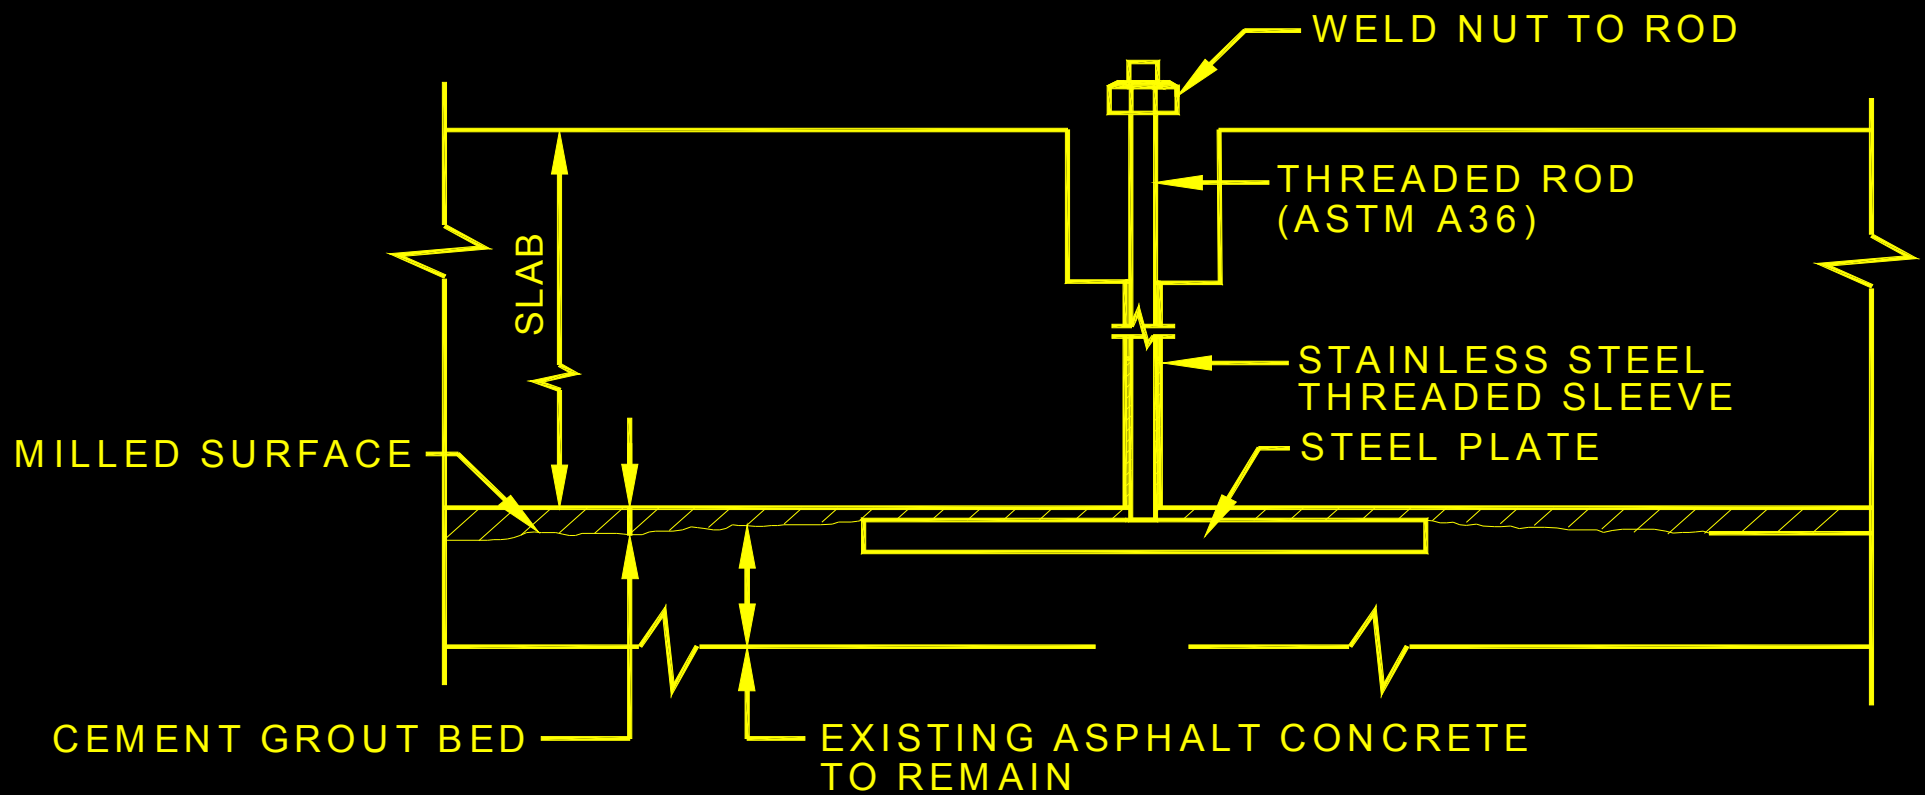 WELD NUT TO ROD
THREADED ROD
(ASTM A36)
SLAB
STAINLESS STEEL
THREADED SLEEVE
STEEL PLATE
MILLED SURFACE
CEMENT GROUT BED
EXISTING ASPHALT CONCRETE
TO REMAIN